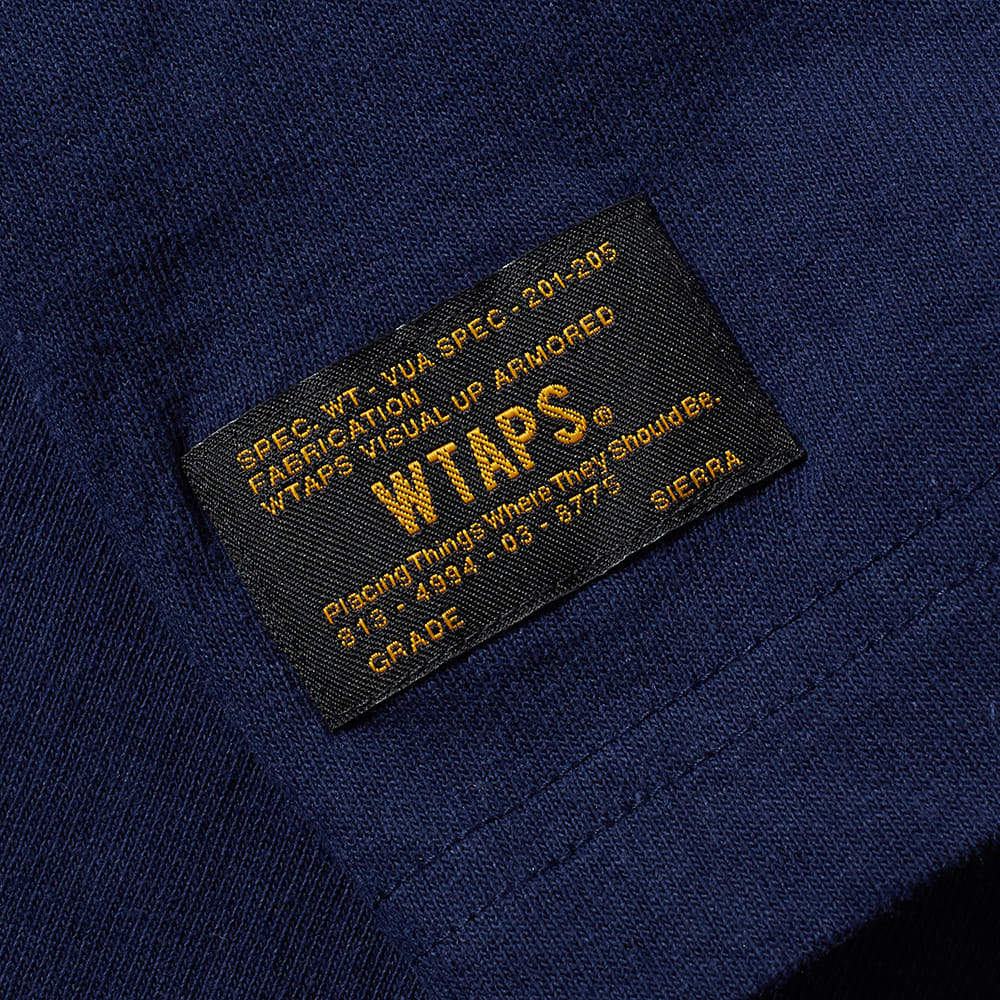 SPEC. WT - VUA SPEC - 201-205
FABRICATION
WTAPS VISUAL UP ARMORED
WTAPS®
Placing Things Where They Should Be.
813 - 4994 - 03 - 8775 SIERRA
GRADE